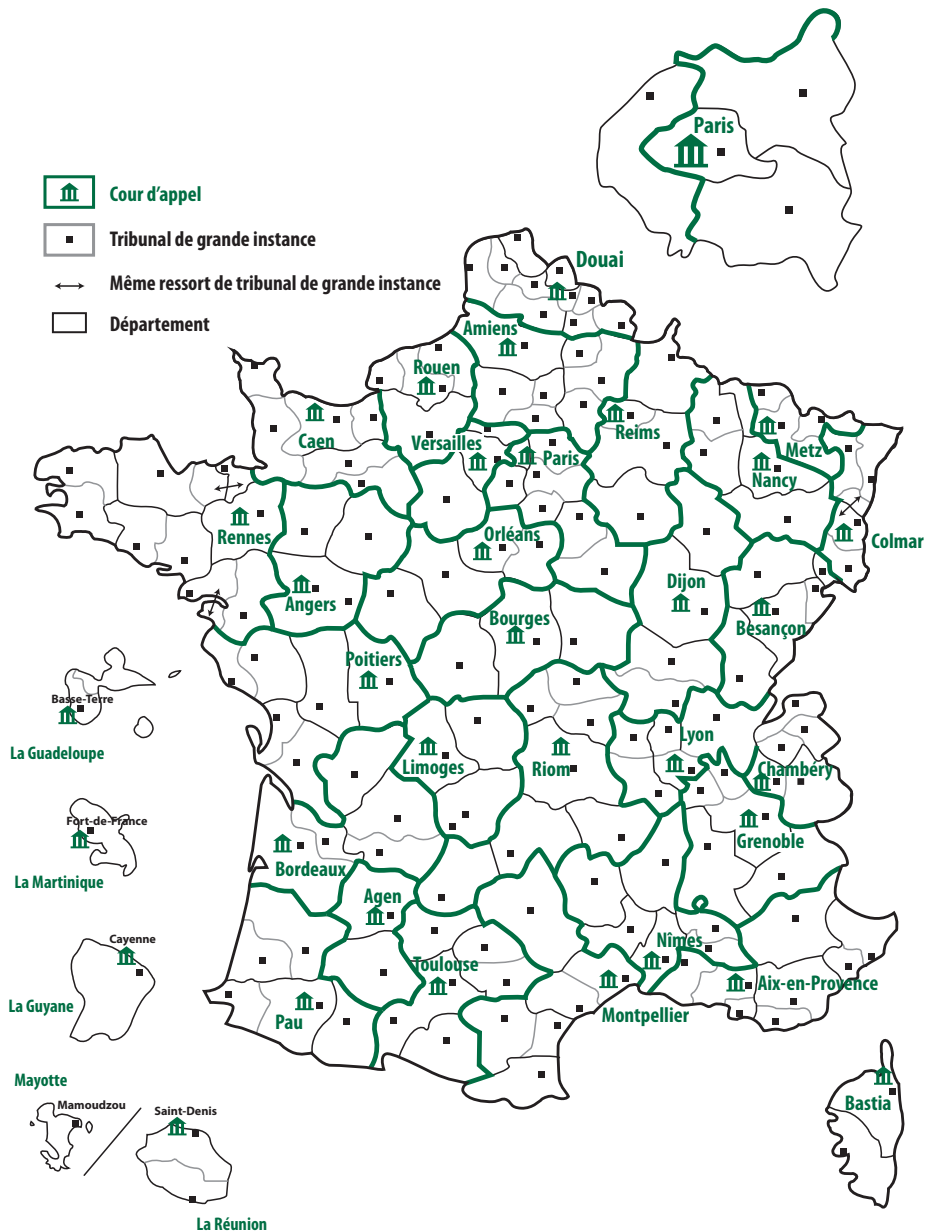 Paris
Cour d'appel
Tribunal de grande instance
Même ressort de tribunal de grande instance
Département
Douai
Amiens
Rouen
Caen
Versailles
Paris
Reims
Metz
Nancy
Rennes
Orléans
Colmar
Angers
Dijon
Bourges
Besançon
Poitiers
Basse-Terre
La Guadeloupe
Lyon
Limoges
Riom
Chambéry
Fort-de-France
La Martinique
Bordeaux
Grenoble
Agen
Cayenne
La Guyane
Toulouse
Nîmes
Aix-en-Provence
Pau
Montpellier
Mayotte
Mamoudzou
Saint-Denis
Bastia
La Réunion